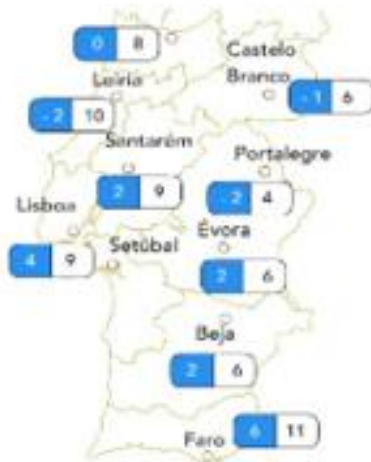 0 8
Castelo
Branco
Leiria
-1 6
-2 10
Santarém
Portalegre
2 9
-2 4
Lisboa
Évora
Setúbal
4 9
2 6
Beja
2 6
6 11
Faro